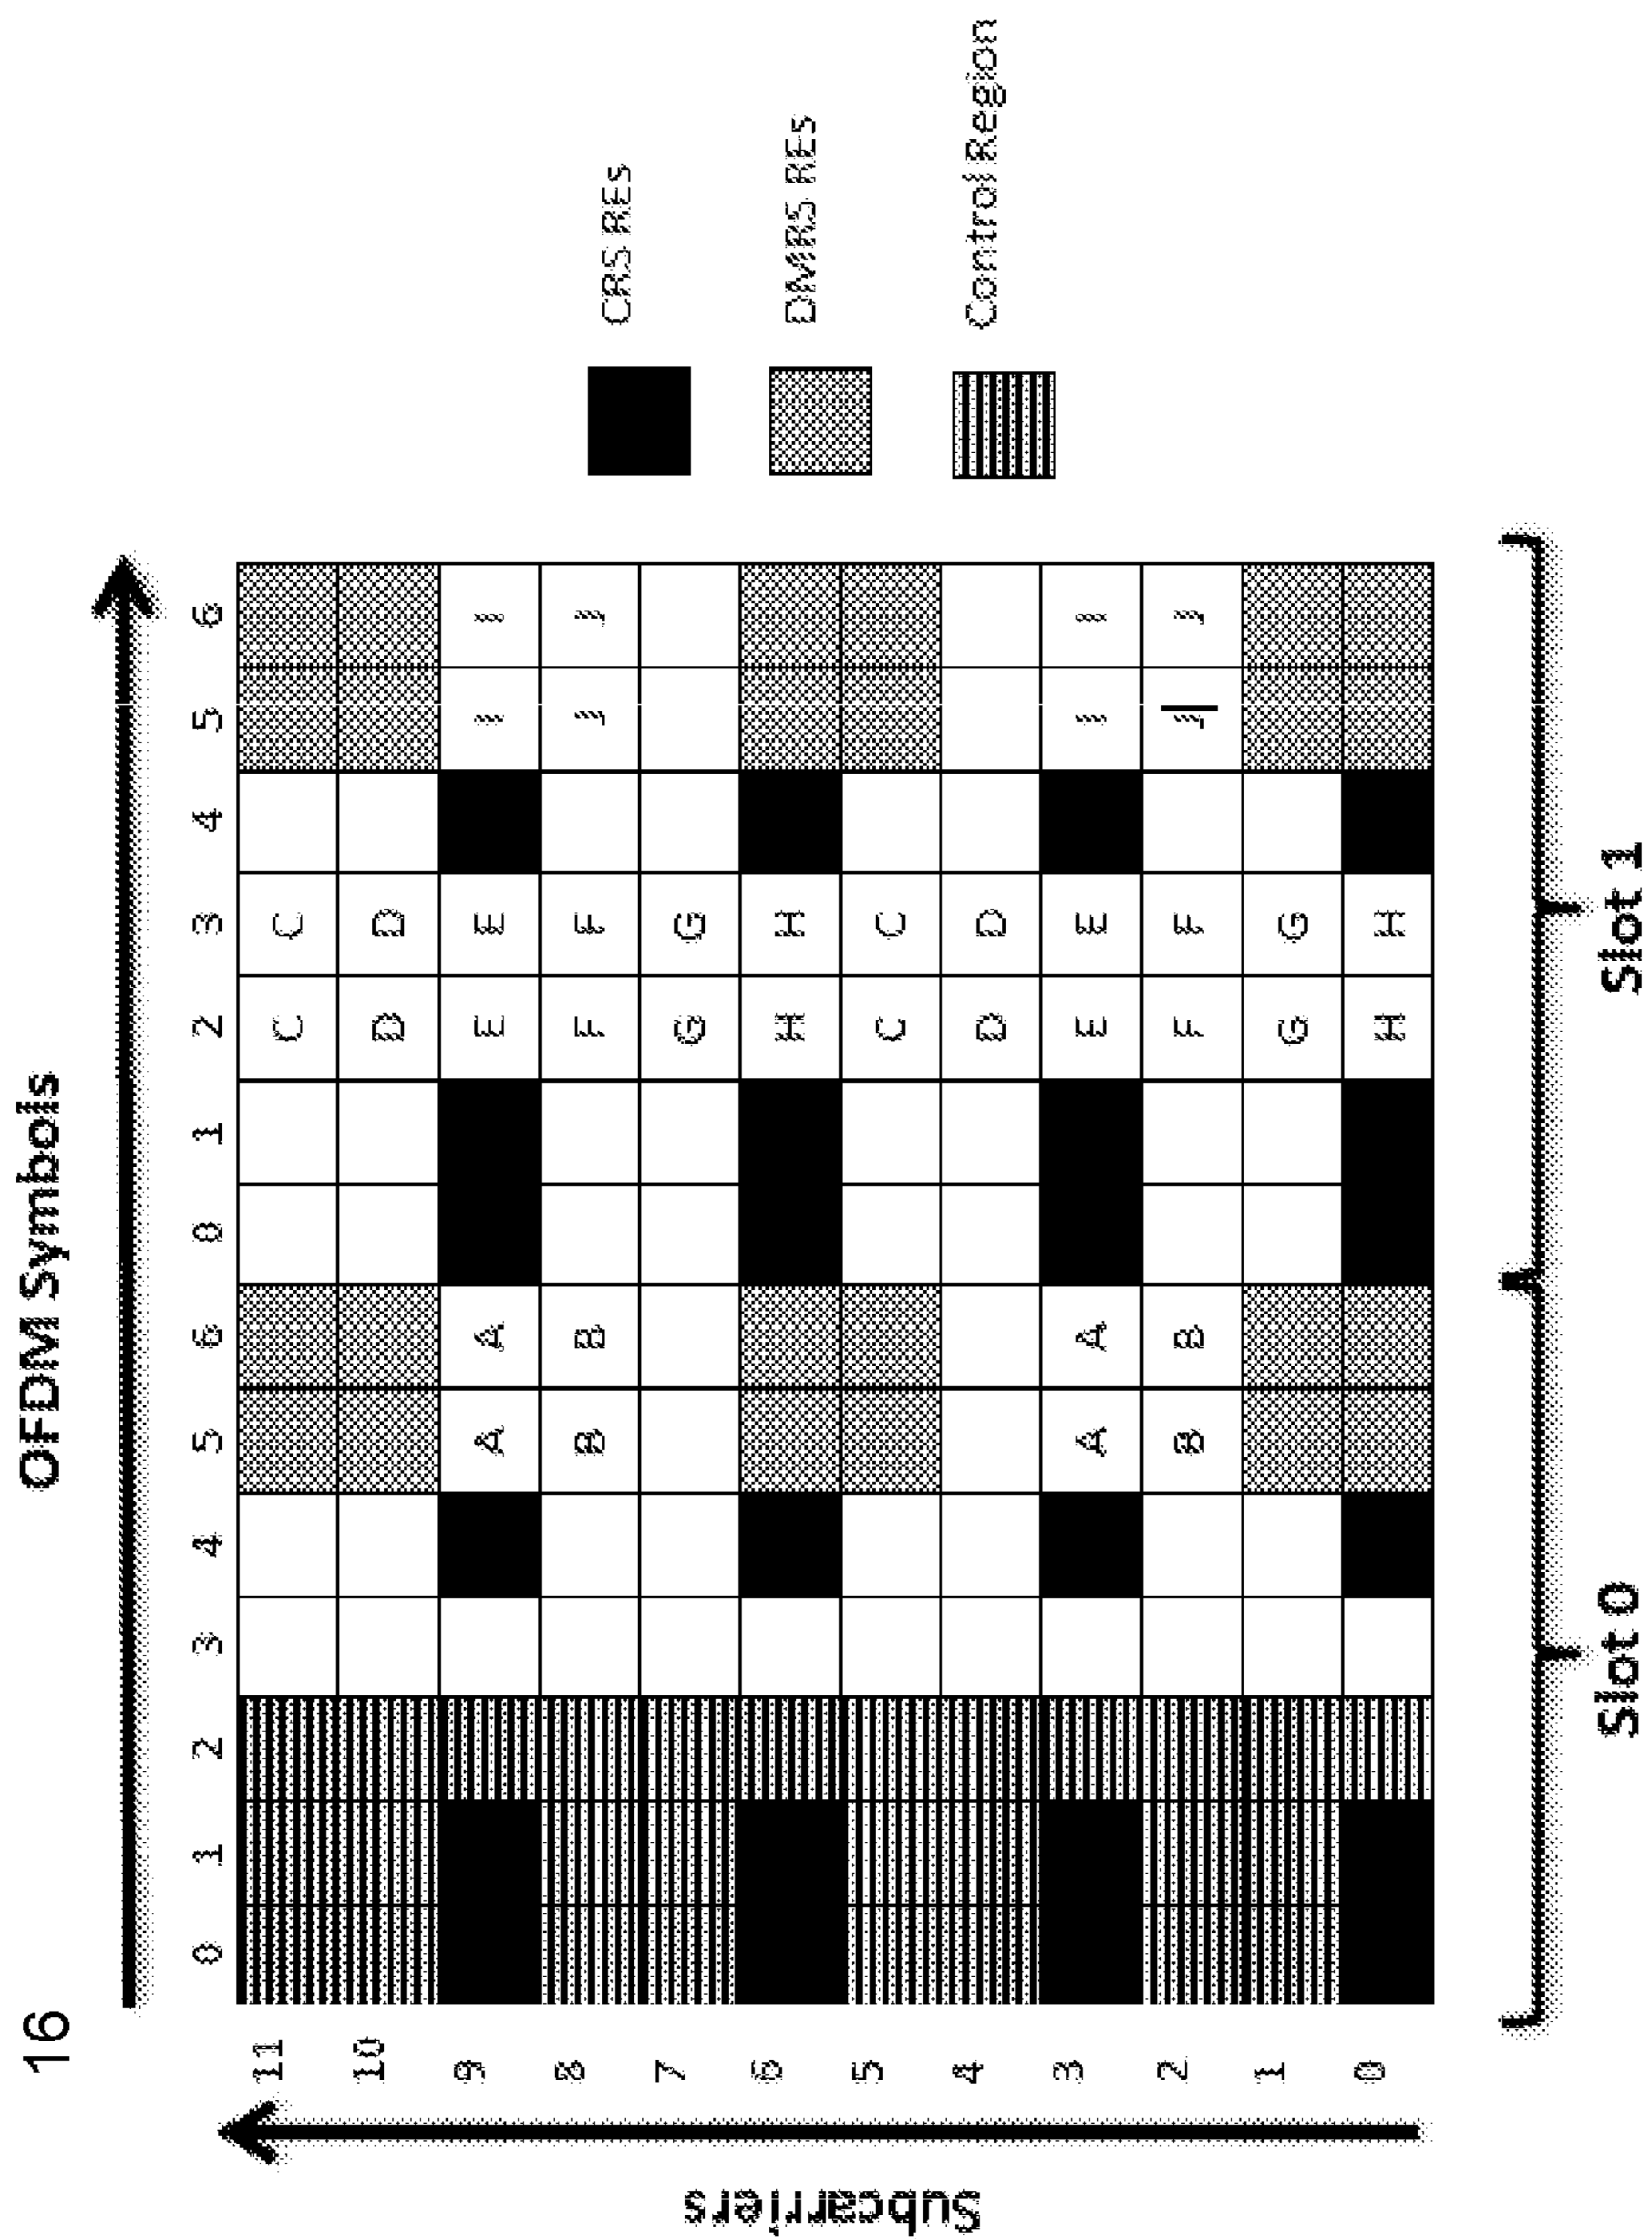 16
OFDM Symbols
0 1 2 3 4 5 6 0 1 2 3 4 5 6
Subcarriers
11 C C
10 D D
9 A A E E I I
8 B B F F J J
7 G G
6 H H
5 C C
4 D D
3 A A E E I I
2 B B F F J J
1 G G
0 H H
CRS REs
DMRS REs
Control Region
Slot 0 Slot 1